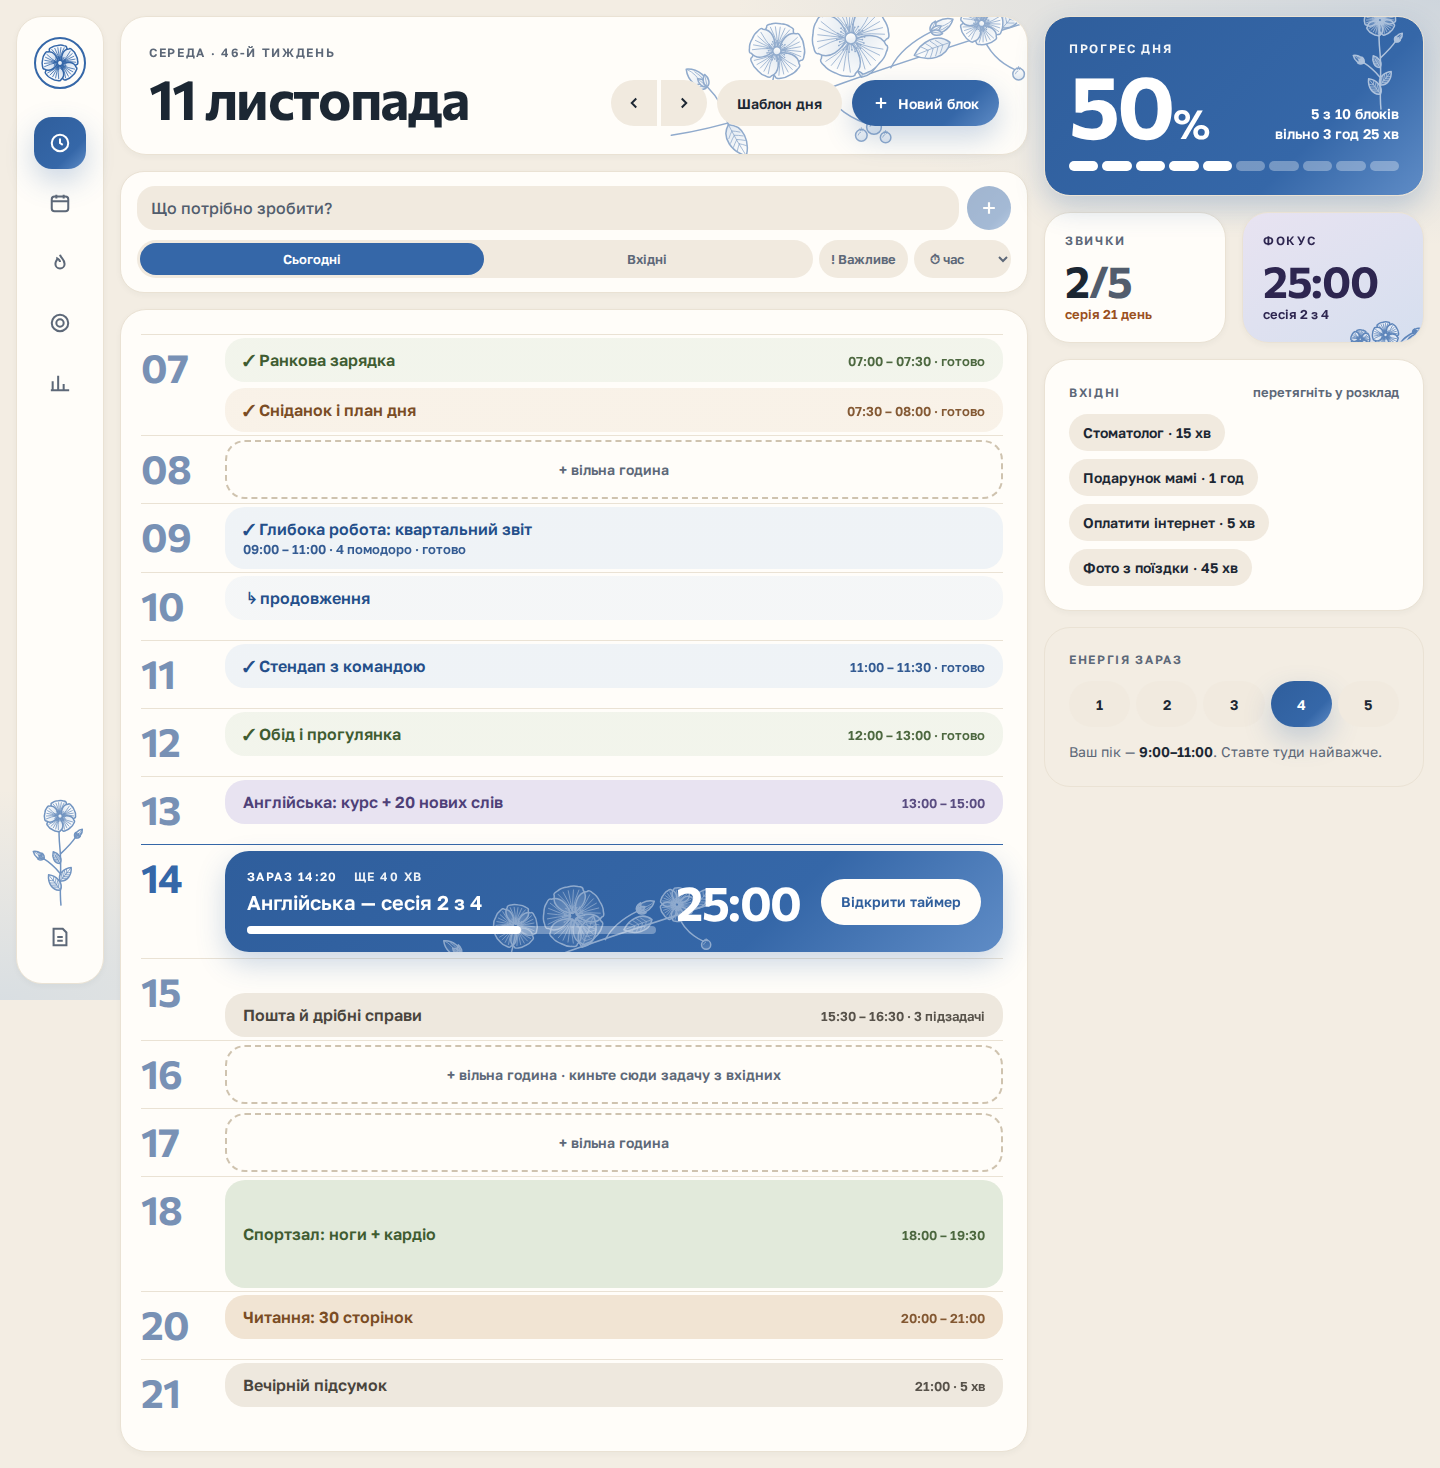 СЕРЕДА · 46-Й ТИЖДЕНЬ
11 листопада
Шаблон дня
+ Новий блок
Що потрібно зробити?
+
Сьогодні
Вхідні
! Важливе
⏱ час
07
✓ Ранкова зарядка
07:00 – 07:30 · готово
✓ Сніданок і план дня
07:30 – 08:00 · готово
08
+ вільна година
09
✓ Глибока робота: квартальний звіт
09:00 – 11:00 · 4 помодоро · готово
10
↳ продовження
11
✓ Стендап з командою
11:00 – 11:30 · готово
12
✓ Обід і прогулянка
12:00 – 13:00 · готово
13
Англійська: курс + 20 нових слів
13:00 – 15:00
14
ЗАРАЗ 14:20 ЩЕ 40 ХВ
Англійська — сесія 2 з 4
25:00
Відкрити таймер
15
Пошта й дрібні справи
15:30 – 16:30 · 3 підзадачі
16
+ вільна година · киньте сюди задачу з вхідних
17
+ вільна година
18
Спортзал: ноги + кардіо
18:00 – 19:30
20
Читання: 30 сторінок
20:00 – 21:00
21
Вечірній підсумок
21:00 · 5 хв
ПРОГРЕС ДНЯ
50%
5 з 10 блоків
вільно 3 год 25 хв
ЗВИЧКИ
2/5
серія 21 день
ФОКУС
25:00
сесія 2 з 4
ВХІДНІ
перетягніть у розклад
Стоматолог · 15 хв
Подарунок мамі · 1 год
Оплатити інтернет · 5 хв
Фото з поїздки · 45 хв
ЕНЕРГІЯ ЗАРАЗ
1 2 3 4 5
Ваш пік — 9:00–11:00. Ставте туди найважче.